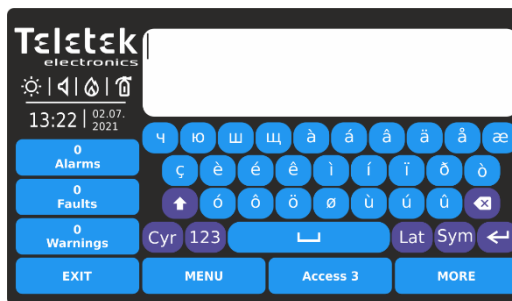 Teletek
electronics
13:22
02.07.
2021
0
Alarms
0
Faults
0
Warnings
ч ю ш щ à á â ä å æ
ç è é ê ì í ï ð ò
ó ô ö ø ù ú û
Cyr 123 Lat Sym
EXIT MENU Access 3 MORE